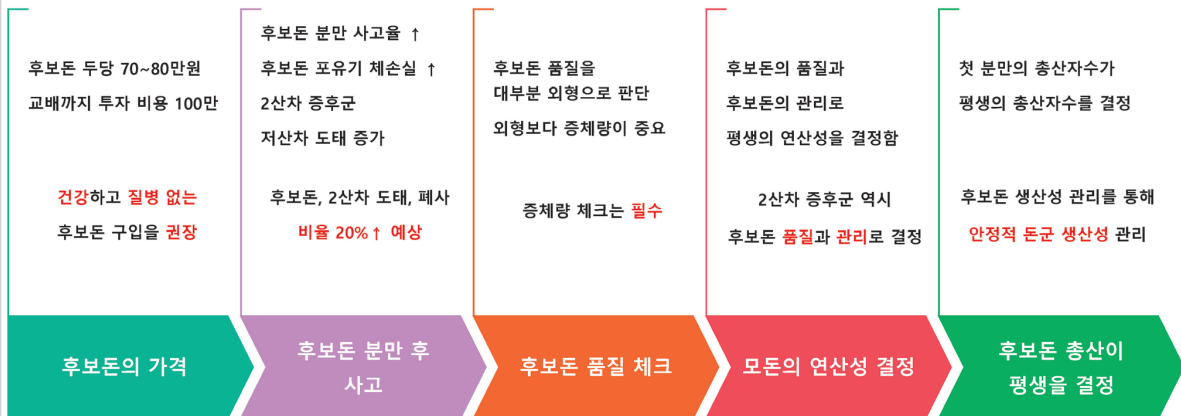 후보돈 두당 70~80만원
교배까지 투자 비용 100만
건강하고 질병 없는
후보돈 구입을 권장
후보돈의 가격
후보돈 분만 사고율 ↑
후보돈 포유기 체손실 ↑
2산차 증후군
저산차 도태 증가
후보돈, 2산차 도태, 폐사
비율 20%↑ 예상
후보돈 분만 후
사고
후보돈 품질을
대부분 외형으로 판단
외형보다 증체량이 중요
증체량 체크는 필수
후보돈 품질 체크
후보돈의 품질과
후보돈의 관리로
평생의 연산성을 결정함
2산차 증후군 역시
후보돈 품질과 관리로 결정
모돈의 연산성 결정
첫 분만의 총산자수가
평생의 총산자수를 결정
후보돈 생산성 관리를 통해
안정적 돈군 생산성 관리
후보돈 총산이
평생을 결정